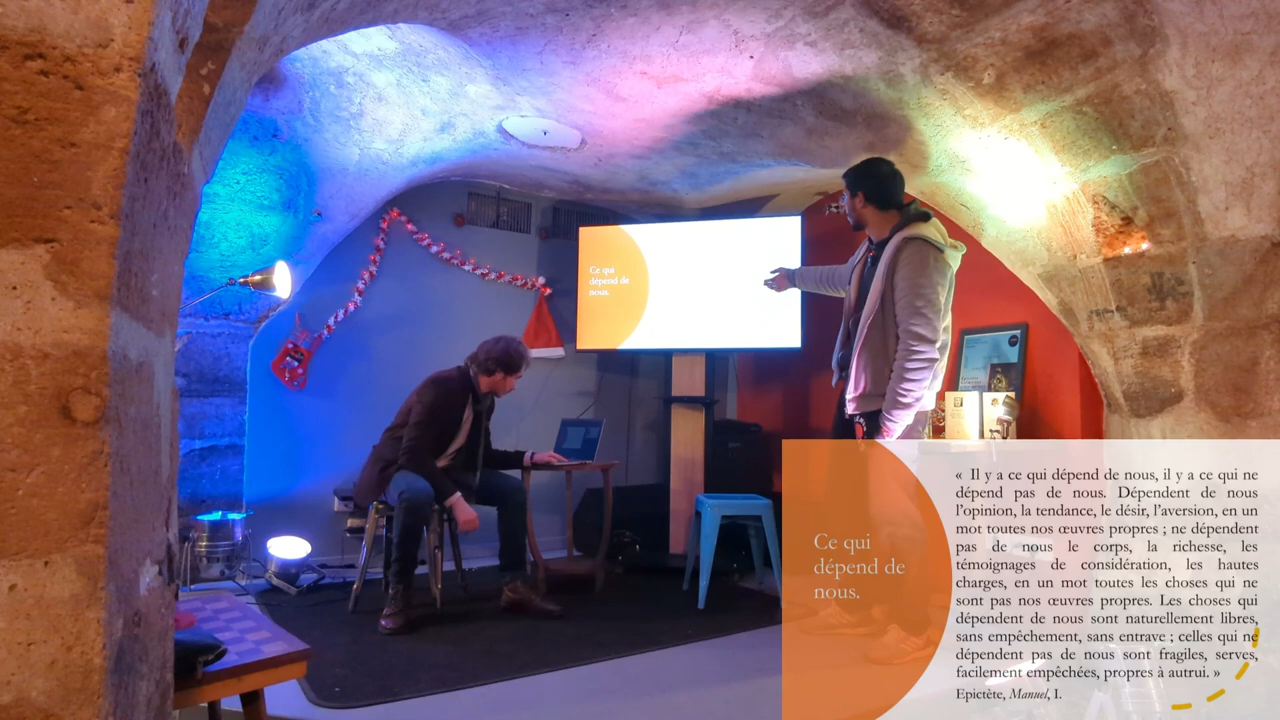 Ce qui
dépend de
nous.
Ce qui
dépend de
nous.
« Il y a ce qui dépend de nous, il y a ce qui ne
dépend pas de nous. Dépendent de nous
l’opinion, la tendance, le désir, l’aversion, en un
mot toutes nos œuvres propres ; ne dépendent
pas de nous le corps, la richesse, les
témoignages de considération, les hautes
charges, en un mot toutes les choses qui ne
sont pas nos œuvres propres. Les choses qui
dépendent de nous sont naturellement libres,
sans empêchement, sans entrave ; celles qui ne
dépendent pas de nous sont fragiles, serves,
facilement empêchées, propres à autrui. »
Epictète, Manuel, I.